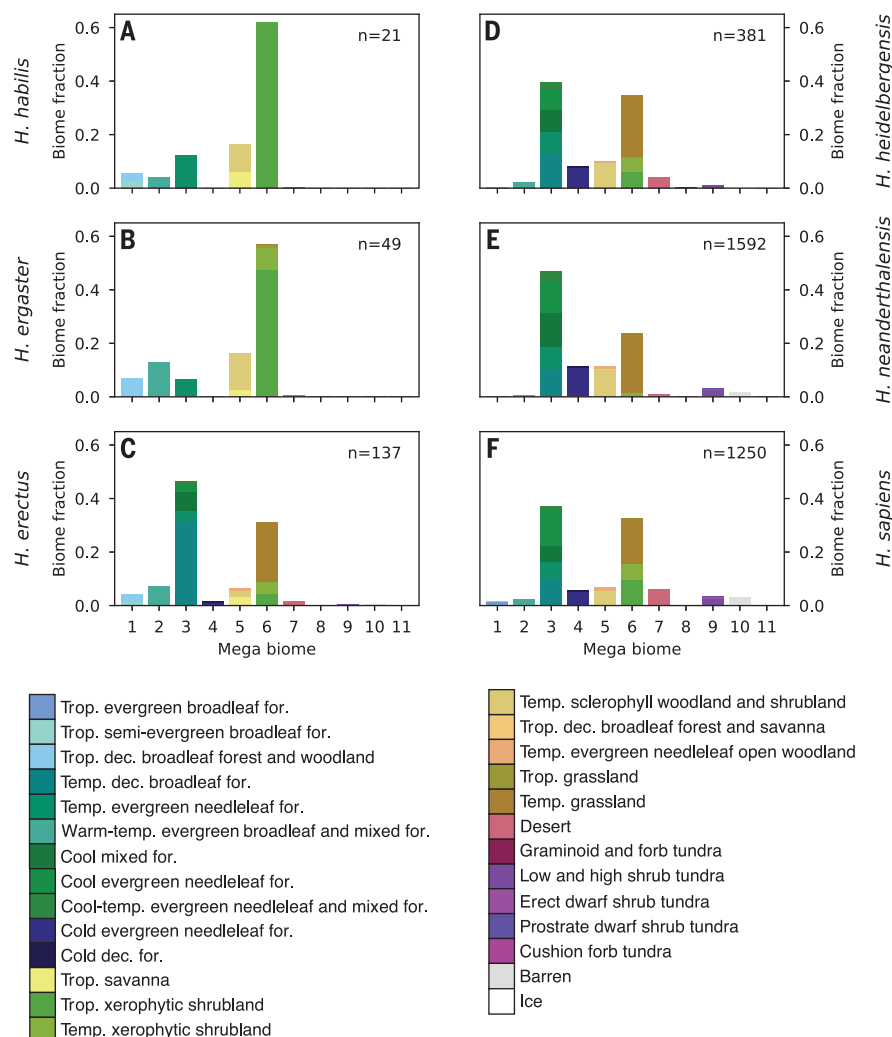 A
n=21
H. habilis
Biome fraction
0.6
0.4
0.2
0.0
B
n=49
H. ergaster
Biome fraction
0.6
0.4
0.2
0.0
C
n=137
H. erectus
Biome fraction
0.6
0.4
0.2
0.0
1 2 3 4 5 6 7 8 9 10 11
Mega biome
D
n=381
H. heidelbergensis
Biome fraction
0.6
0.4
0.2
0.0
E
n=1592
H. neanderthalensis
Biome fraction
0.6
0.4
0.2
0.0
F
n=1250
H. sapiens
Biome fraction
0.6
0.4
0.2
0.0
1 2 3 4 5 6 7 8 9 10 11
Mega biome
Trop. evergreen broadleaf for.
Trop. semi-evergreen broadleaf for.
Trop. dec. broadleaf forest and woodland
Temp. dec. broadleaf for.
Temp. evergreen needleleaf for.
Warm-temp. evergreen broadleaf and mixed for.
Cool mixed for.
Cool evergreen needleleaf for.
Cool-temp. evergreen needleleaf and mixed for.
Cold evergreen needleleaf for.
Cold dec. for.
Trop. savanna
Trop. xerophytic shrubland
Temp. xerophytic shrubland
Temp. sclerophyll woodland and shrubland
Trop. dec. broadleaf forest and savanna
Temp. evergreen needleleaf open woodland
Trop. grassland
Temp. grassland
Desert
Graminoid and forb tundra
Low and high shrub tundra
Erect dwarf shrub tundra
Prostrate dwarf shrub tundra
Cushion forb tundra
Barren
Ice